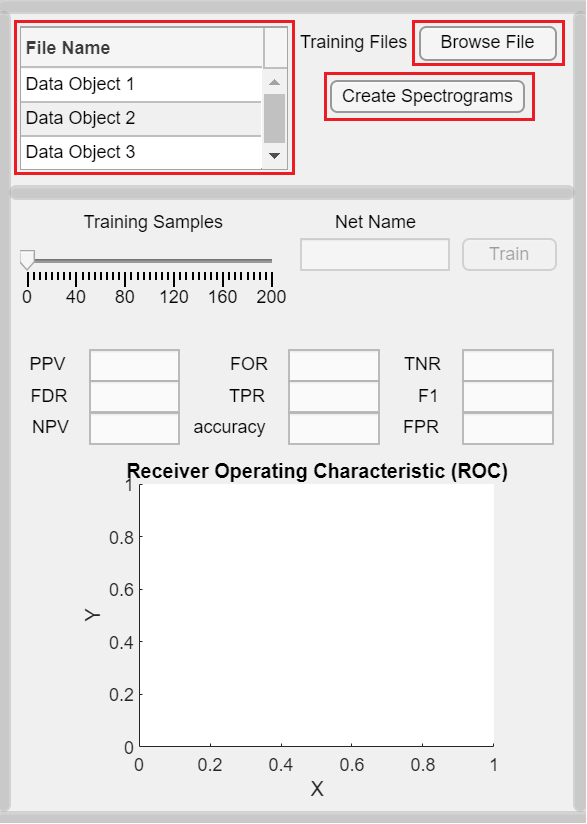 File Name
Training Files
Browse File
Data Object 1
Create Spectrograms
Data Object 2
Data Object 3
Training Samples
Net Name
Train
0 40 80 120 160 200
PPV FOR TNR
FDR TPR F1
NPV accuracy FPR
Receiver Operating Characteristic (ROC)
1
0.8
0.6
Y
0.4
0.2
0
0 0.2 0.4 0.6 0.8 1
X